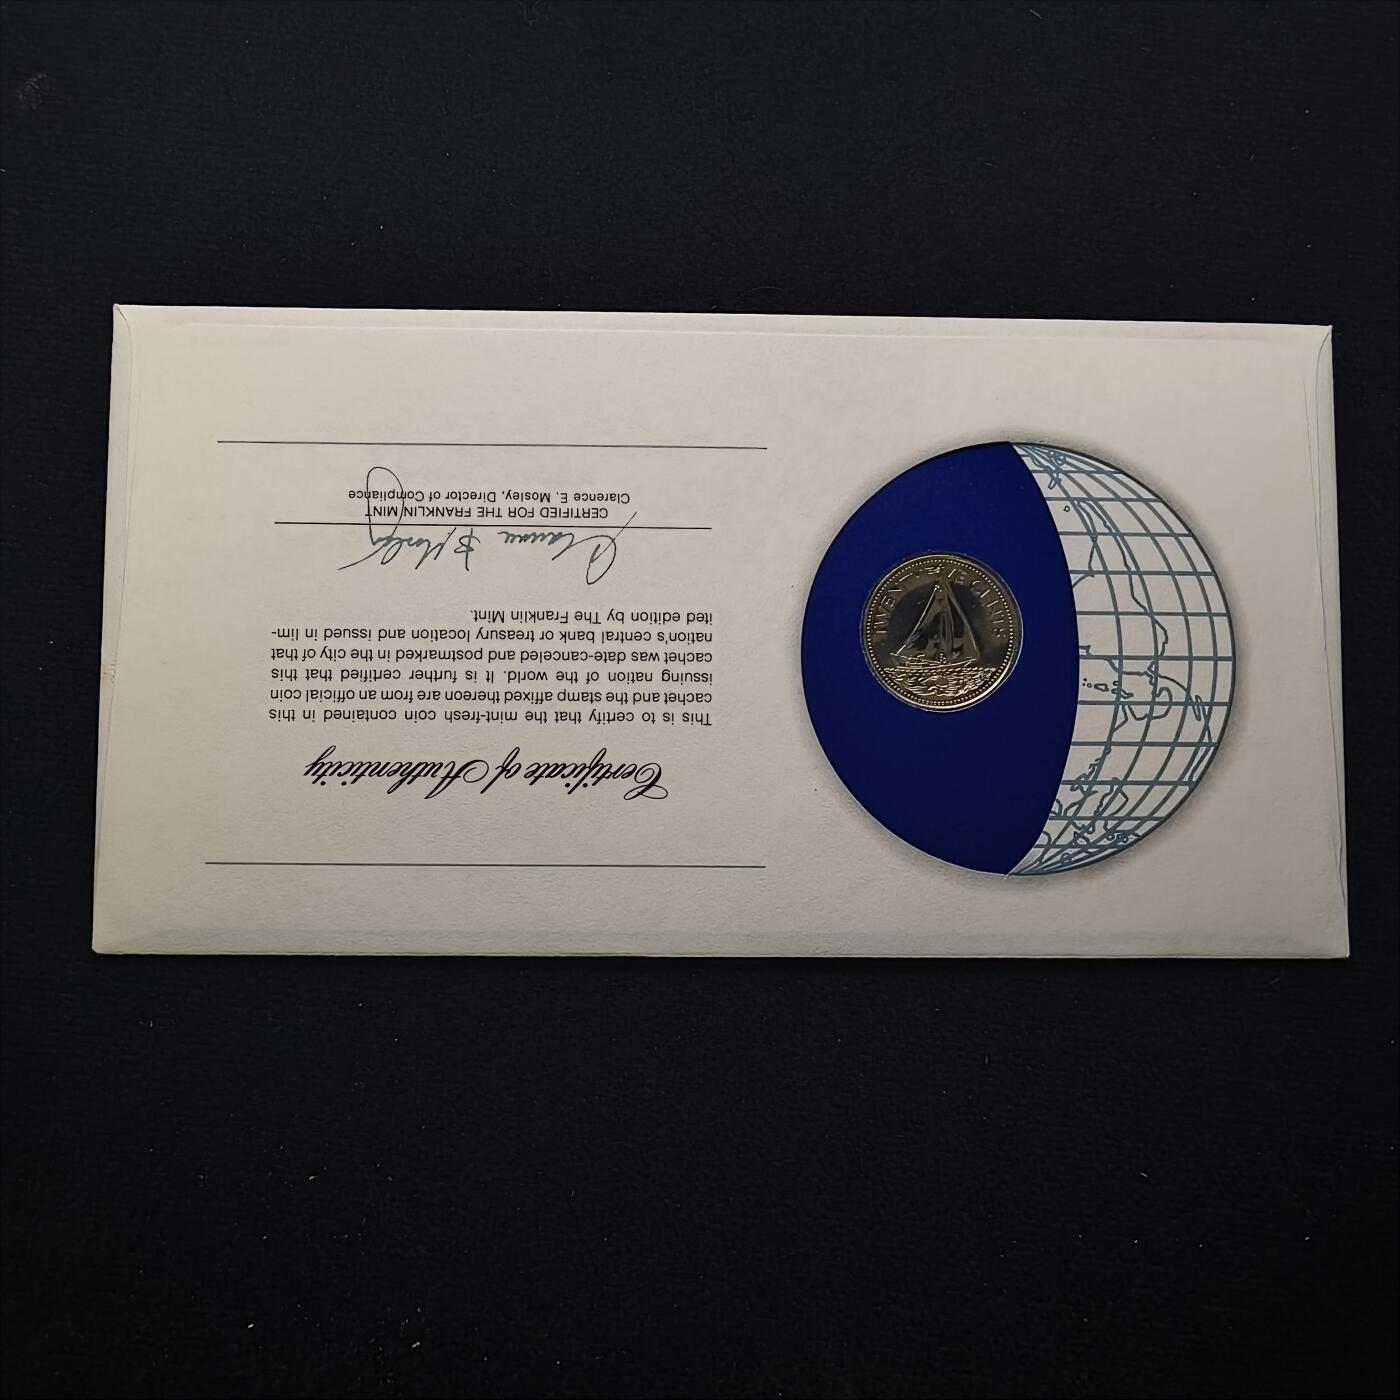 Certificate of Authenticity
This is to certify that the mint-fresh coin contained in this
cachet and the stamp affixed thereon are from an official coin
issuing nation of the world. It is further certified that this
cachet was date-canceled and postmarked in the city of that
nation's central bank or treasury location and issued in lim-
ited edition by The Franklin Mint.
CERTIFIED FOR THE FRANKLIN MINT
Clarence E. Mosley, Director of Compliance
TWENTY FIVE CENTS